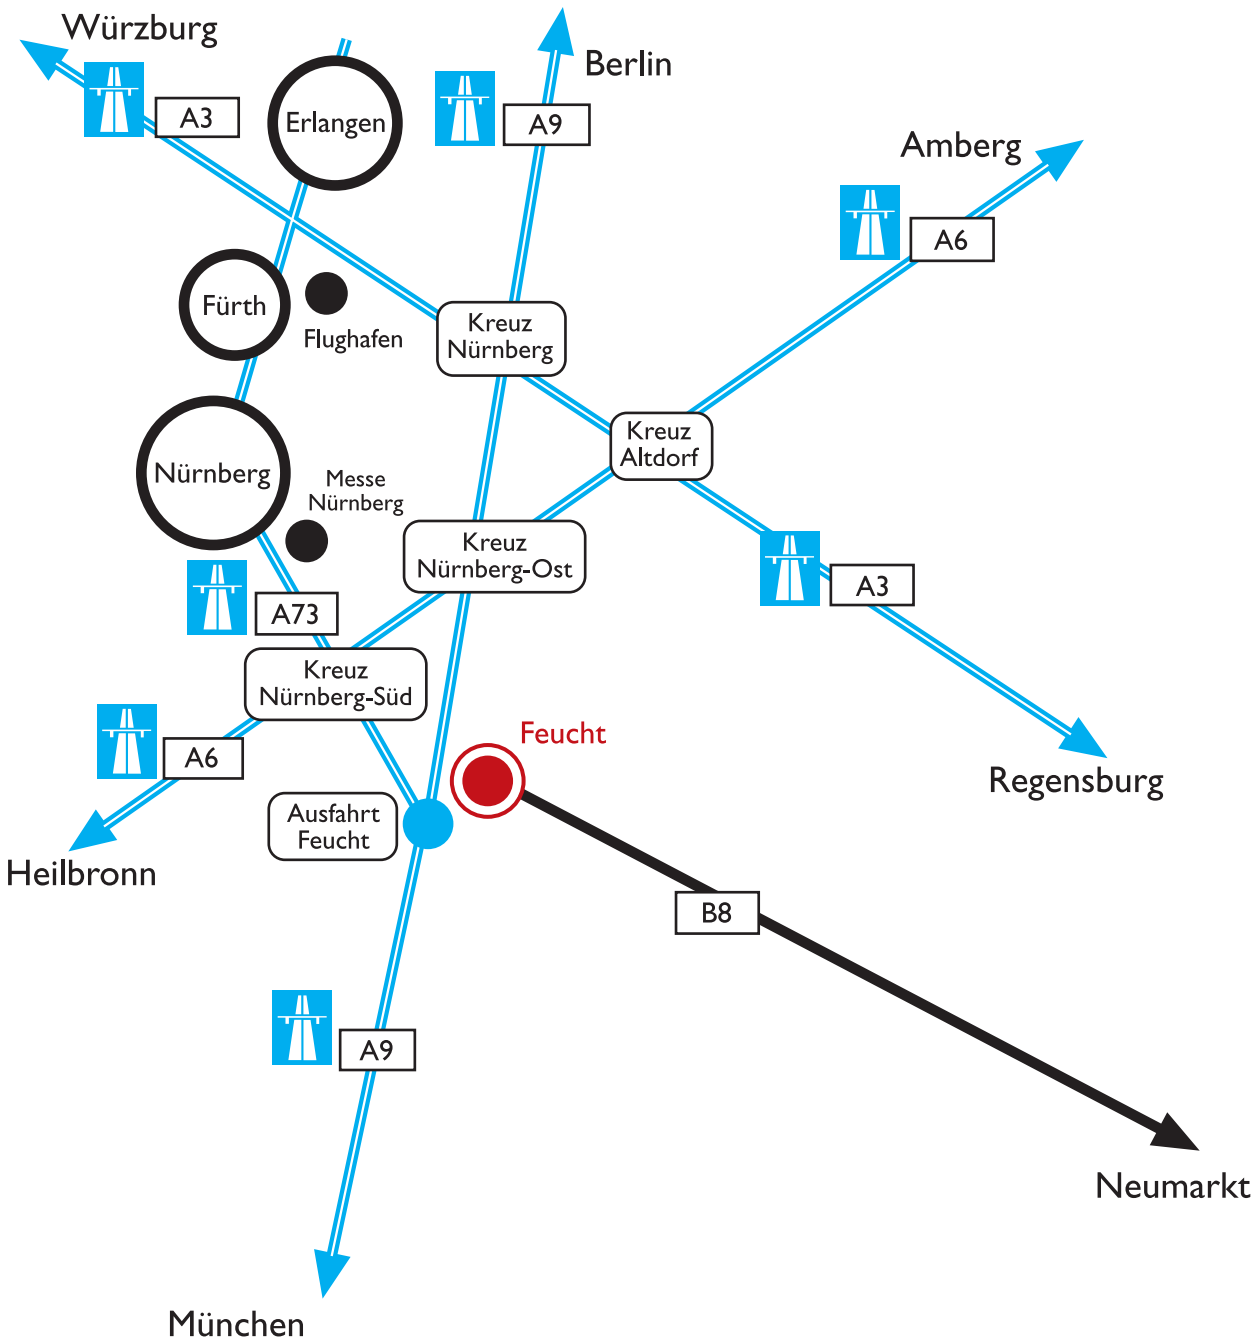 Würzburg
Berlin
A3
Erlangen
A9
Amberg
A6
Fürth
Flughafen
Kreuz
Nürnberg
Kreuz
Altdorf
Nürnberg
Messe
Nürnberg
Kreuz
Nürnberg-Ost
A3
A73
Kreuz
Nürnberg-Süd
Feucht
A6
Regensburg
Ausfahrt
Feucht
Heilbronn
B8
A9
Neumarkt
München